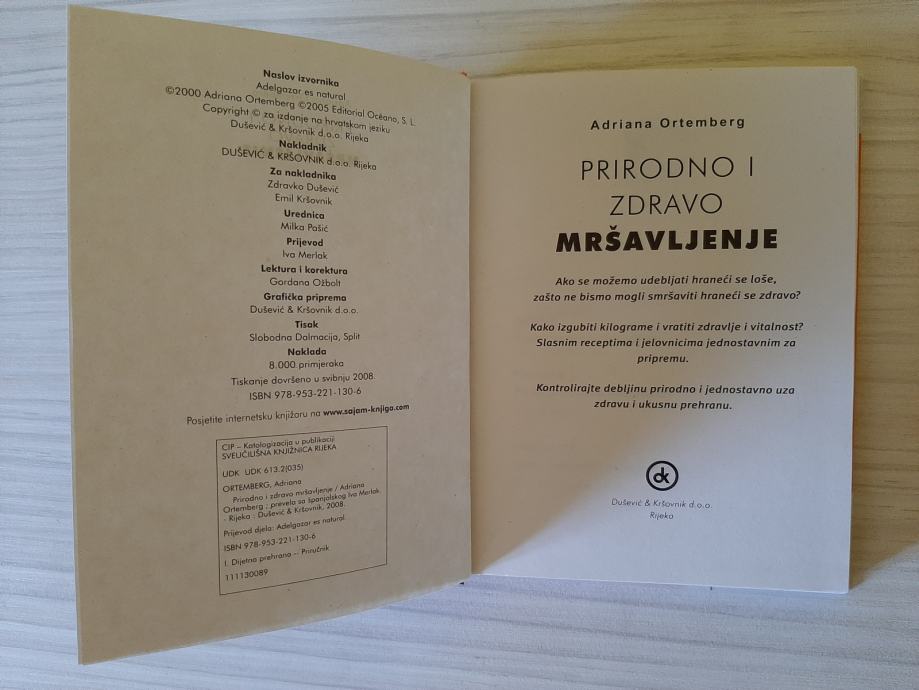 Naslov izvornika
Adelgazar es natural
©2000 Adriana Ortemberg ©2005 Editorial Océano, S. L.
Copyright © za izdanje na hrvatskom jeziku
Dušević & Kršovnik d.o.o. Rijeka
Nakladnik
DUŠEVIĆ & KRŠOVNIK d.o.o. Rijeka
Za nakladnika
Zdravko Dušević
Emil Kršovnik
Urednica
Milka Pašić
Prijevod
Iva Merlak
Lektura i korektura
Gordana Ožbolt
Grafička priprema
Dušević & Kršovnik d.o.o.
Tisak
Slobodna Dalmacija, Split
Naklada
8.000 primjeraka
Tiskanje dovršeno u svibnju 2008.
ISBN 978-953-221-130-6
Posjetite internetsku knjižaru na www.sajam-knjiga.com
CIP – Katologizacija u publikaciji
SVEUČILIŠNA KNJIŽNICA RIJEKA
UDK UDK 613.2(035)
ORTEMBERG, Adriana
Prirodno i zdravo mršavljenje / Adriana
Ortemberg ; prevela sa španjolskog Iva Merlak.
- Rijeka : Dušević & Kršovnik, 2008.
Prijevod djela: Adelgazar es natural.
ISBN 978-953-221-130-6
I. Dijetna prehrana -- Priručnik
111130089
Adriana Ortemberg
PRIRODNO I
ZDRAVO
MRŠAVLJENJE
Ako se možemo udebljati hraneći se loše,
zašto ne bismo mogli smršaviti hraneći se zdravo?
Kako izgubiti kilograme i vratiti zdravlje i vitalnost?
Slasnim receptima i jelovnicima jednostavnim za
pripremu.
Kontrolirajte debljinu prirodno i jednostavno uza
zdravu i ukusnu prehranu.
dk
Dušević & Kršovnik d.o.o.
Rijeka